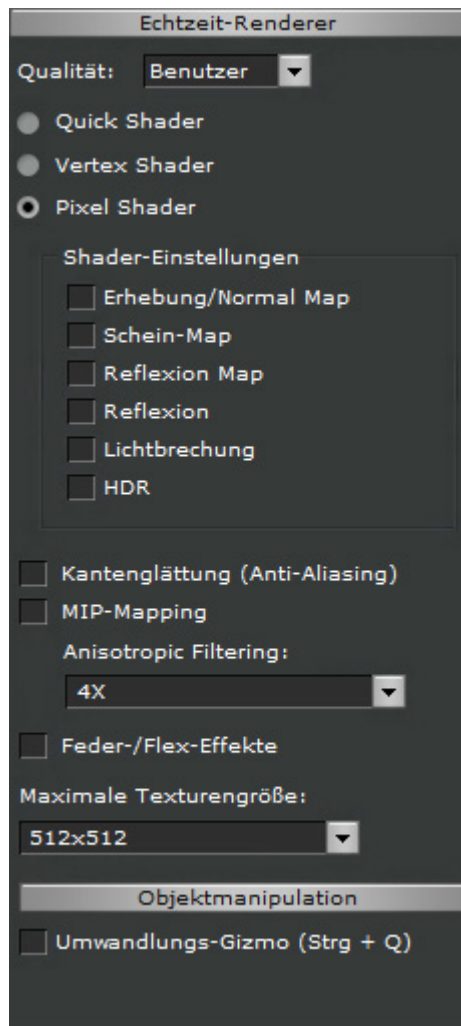 Echtzeit-Renderer
Qualität: Benutzer
Quick Shader
Vertex Shader
Pixel Shader
Shader-Einstellungen
Erhebung/Normal Map
Schein-Map
Reflexion Map
Reflexion
Lichtbrechung
HDR
Kantenglättung (Anti-Aliasing)
MIP-Mapping
Anisotropic Filtering:
4X
Feder-/Flex-Effekte
Maximale Texturengröße:
512x512
Objektmanipulation
Umwandlungs-Gizmo (Strg + Q)